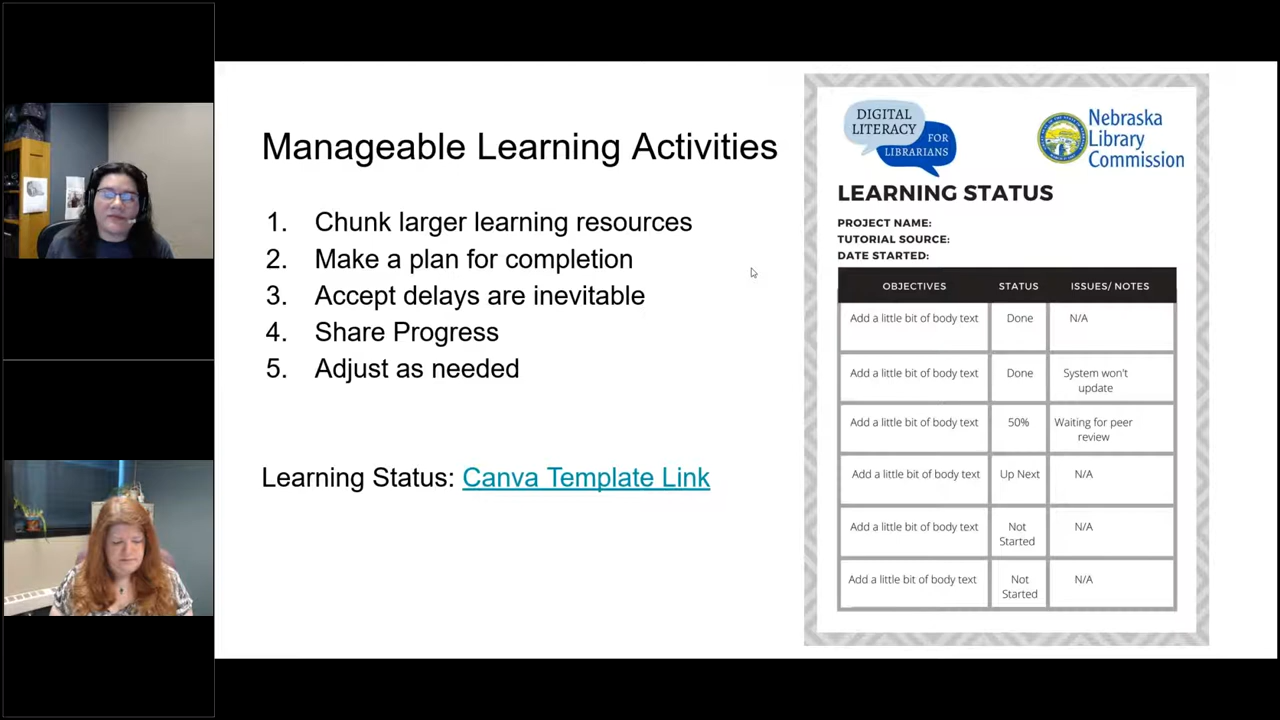 Manageable Learning Activities
1. Chunk larger learning resources
2. Make a plan for completion
3. Accept delays are inevitable
4. Share Progress
5. Adjust as needed
Learning Status: Canva Template Link
DIGITAL
LITERACY
FOR
LIBRARIANS
Nebraska
Library
Commission
LEARNING STATUS
PROJECT NAME:
TUTORIAL SOURCE:
DATE STARTED:
OBJECTIVES STATUS ISSUES/ NOTES
Add a little bit of body text Done N/A
Add a little bit of body text Done System won't
update
Add a little bit of body text 50% Waiting for peer
review
Add a little bit of body text Up Next N/A
Add a little bit of body text Not N/A
Started
Add a little bit of body text Not N/A
Started